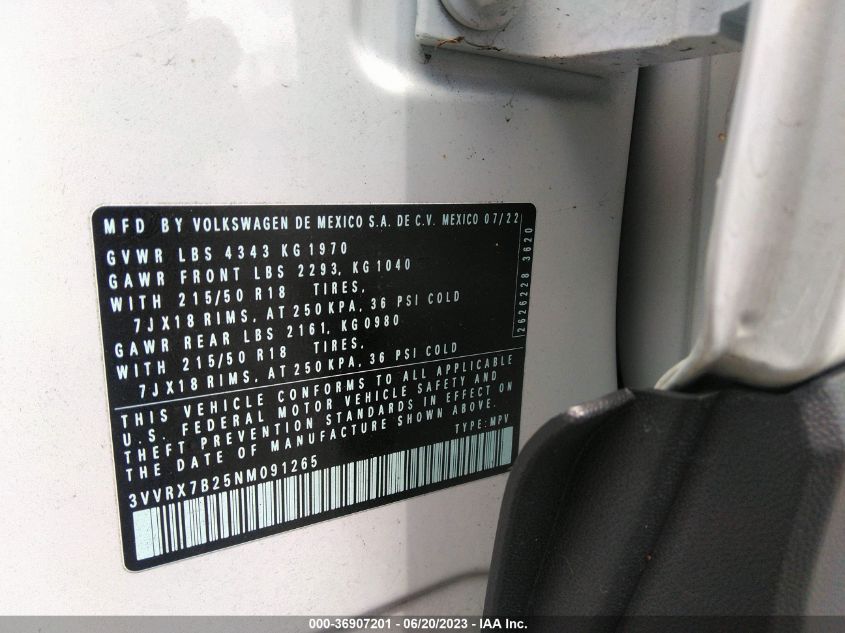 MFD BY VOLKSWAGEN DE MEXICO S.A. DE C.V. MEXICO 07/22
GVWR LBS 4343 KG 1970
GAWR FRONT LBS 2293, KG1040
WITH 215/50 R18 TIRES,
7JX18 RIMS, AT 250 KPA, 36 PSI COLD
GAWR REAR LBS 2161, KG0980
WITH 215/50 R18 TIRES,
7JX18 RIMS, AT 250 KPA, 36 PSI COLD
2626228 3620
THIS VEHICLE CONFORMS TO ALL APPLICABLE
U.S. FEDERAL MOTOR VEHICLE SAFETY AND
THEFT PREVENTION STANDARDS IN EFFECT ON
THE DATE OF MANUFACTURE SHOWN ABOVE.
3VVRX7B25NM091265 TYPE: MPV
000-36907201 - 06/20/2023 - IAA Inc.